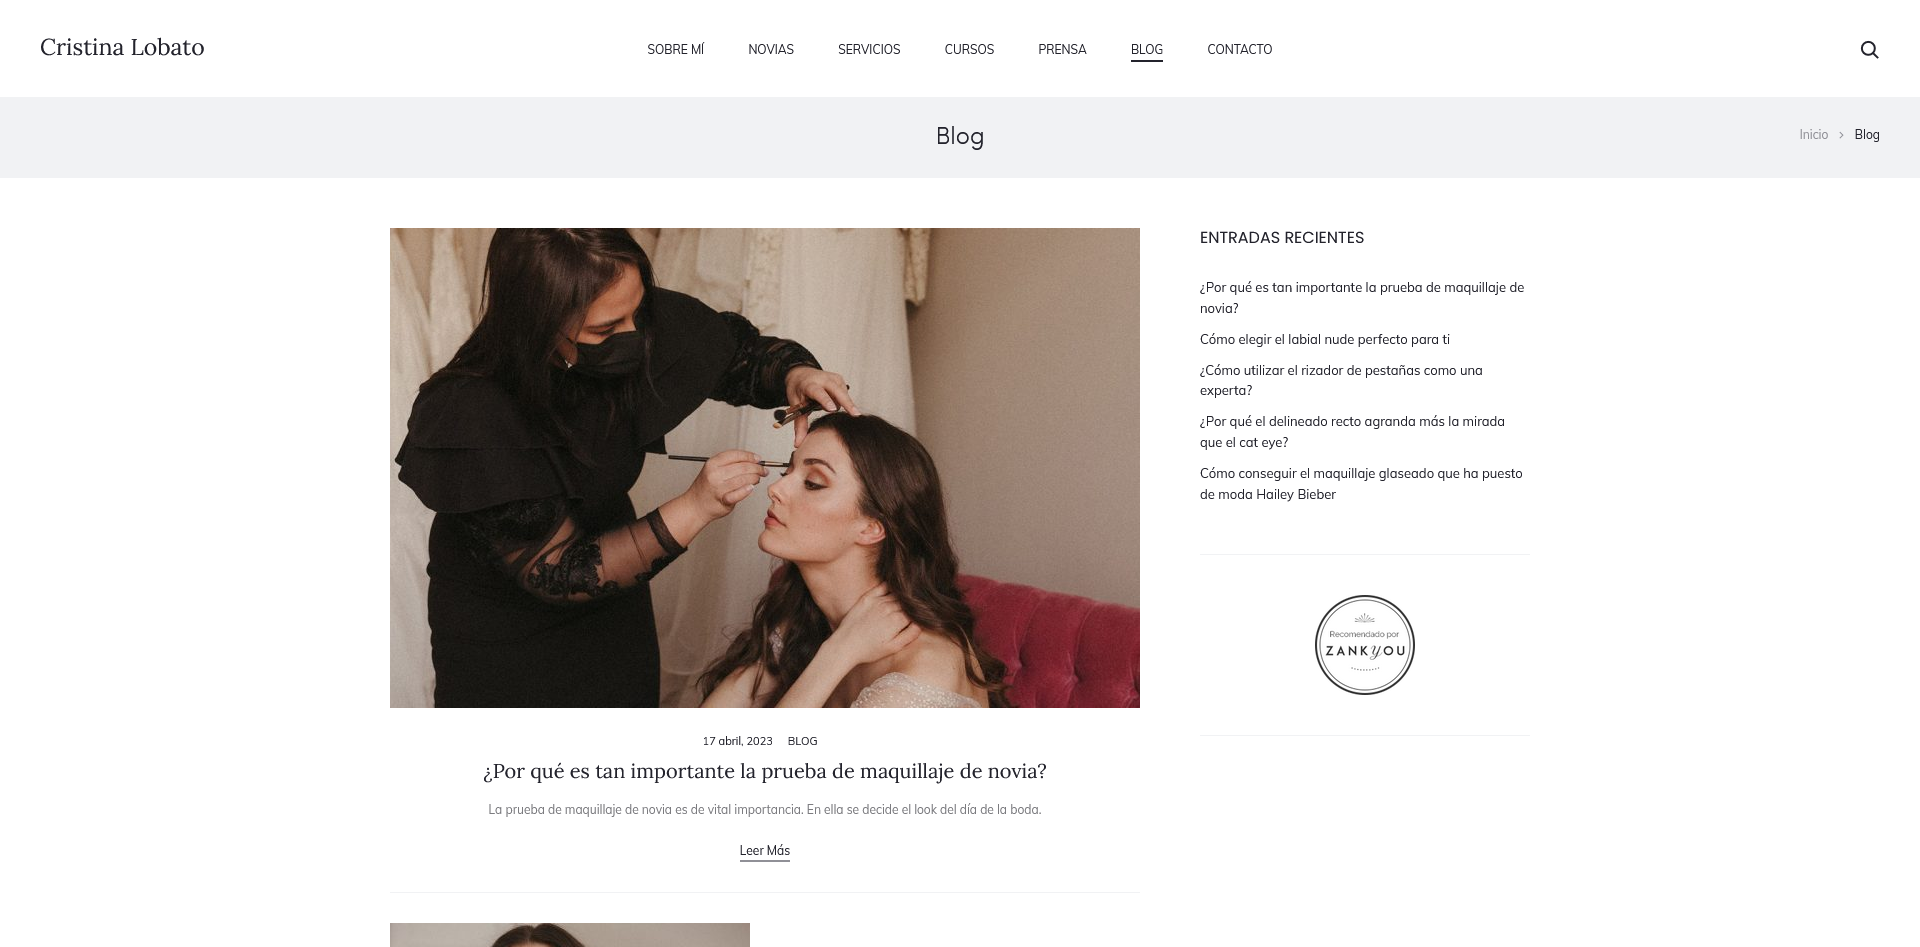 Cristina Lobato
SOBRE MÍ
NOVIAS
SERVICIOS
CURSOS
PRENSA
BLOG
CONTACTO
Blog
Inicio > Blog
17 abril, 2023 BLOG
¿Por qué es tan importante la prueba de maquillaje de novia?
La prueba de maquillaje de novia es de vital importancia. En ella se decide el look del día de la boda.
Leer Más
ENTRADAS RECIENTES
¿Por qué es tan importante la prueba de maquillaje de
novia?
Cómo elegir el labial nude perfecto para ti
¿Cómo utilizar el rizador de pestañas como una
experta?
¿Por qué el delineado recto agranda más la mirada
que el cat eye?
Cómo conseguir el maquillaje glaseado que ha puesto
de moda Hailey Bieber
Recomendado por
ZANKYOU